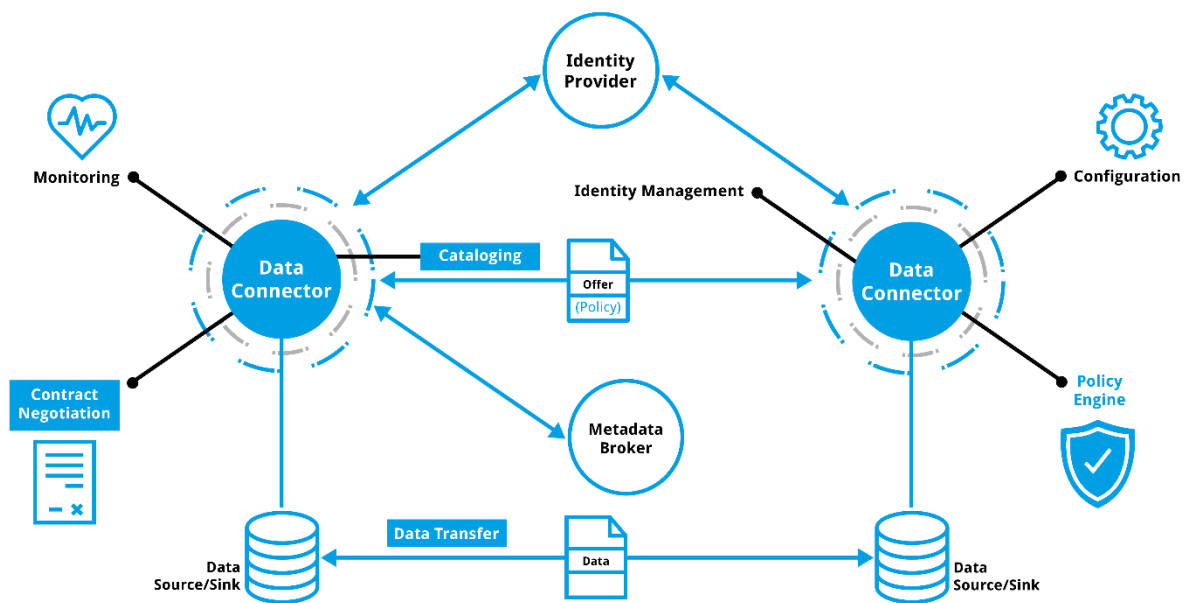 Identity
Provider
Monitoring
Configuration
Identity Management
Cataloging
Data
Connector
Offer
(Policy)
Data
Connector
Contract
Negotiation
Policy
Engine
Metadata
Broker
Data Transfer
Data
Source/Sink
Data
Data
Source/Sink